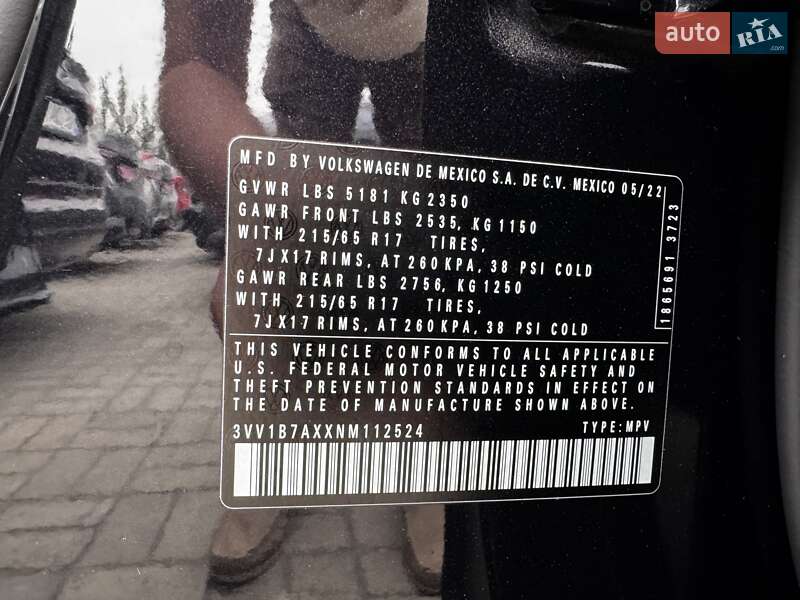 auto RIA
.com
MFD BY VOLKSWAGEN DE MEXICO S.A. DE C.V. MEXICO 05/22
GVWR LBS 5181 KG 2350
GAWR FRONT LBS 2535, KG 1150
WITH 215/65 R17 TIRES,
7JX17 RIMS, AT 260 KPA, 38 PSI COLD
GAWR REAR LBS 2756, KG 1250
WITH 215/65 R17 TIRES,
7JX17 RIMS, AT 260 KPA, 38 PSI COLD
1865691 3723
THIS VEHICLE CONFORMS TO ALL APPLICABLE
U.S. FEDERAL MOTOR VEHICLE SAFETY AND
THEFT PREVENTION STANDARDS IN EFFECT ON
THE DATE OF MANUFACTURE SHOWN ABOVE.
3VV1B7AXXNM112524 TYPE:MPV